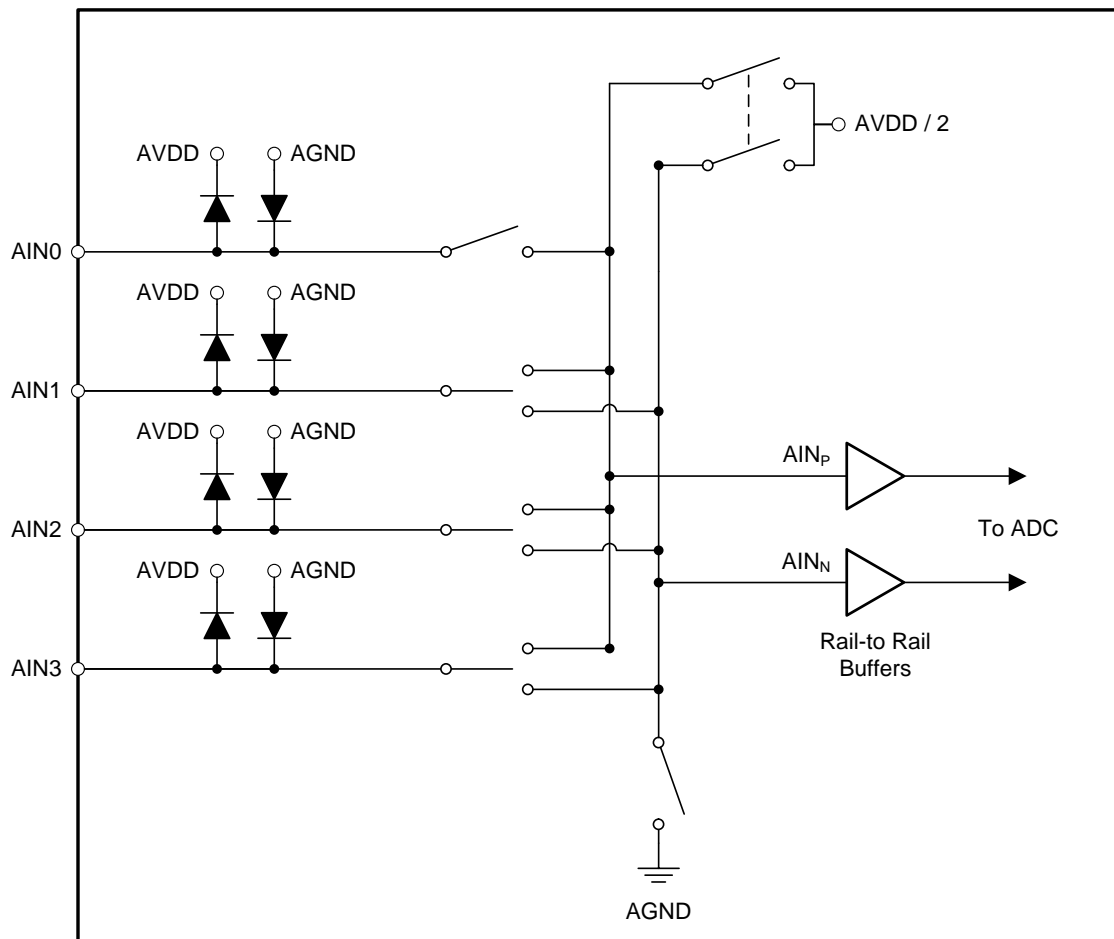 AVDD / 2
AVDD AGND
AIN0
AVDD AGND
AIN1
AVDD AGND
AIN2
AVDD AGND
AIN3
AINP
To ADC
AINN
Rail-to Rail
Buffers
AGND